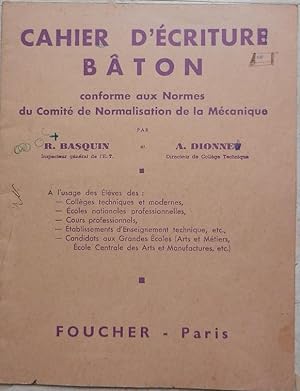 CAHIER D'ÉCRITURE
BÂTON
conforme aux Normes
du Comité de Normalisation de la Mécanique
PAR
R. BASQUIN et A. DIONNET
Inspecteur général de l'E.T. Directeur de Collège Technique
A l'usage des Élèves des :
— Collèges techniques et modernes,
— Écoles nationales professionnelles,
— Cours professionnels,
— Établissements d'Enseignement technique, etc.,
— Candidats aux Grandes Écoles (Arts et Métiers,
École Centrale des Arts et Manufactures, etc.)
FOUCHER - Paris